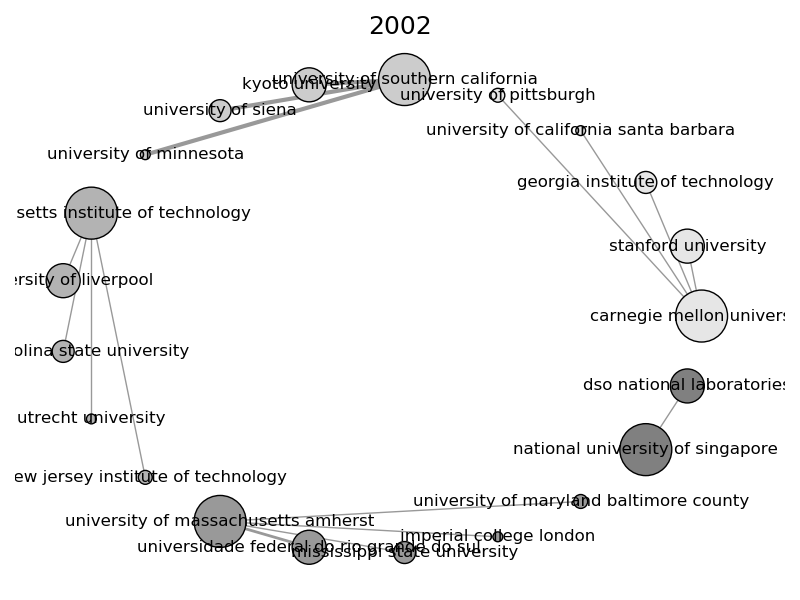 2002
university of southern california
kyoto university
university of pittsburgh
university of siena
university of california santa barbara
university of minnesota
georgia institute of technology
setts institute of technology
stanford university
ersity of liverpool
carnegie mellon univers
olina state university
dso national laboratories
utrecht university
national university of singapore
ew jersey institute of technology
university of maryland baltimore county
university of massachusetts amherst
imperial college london
universidade federal do rio grande do sul
mississippi state university